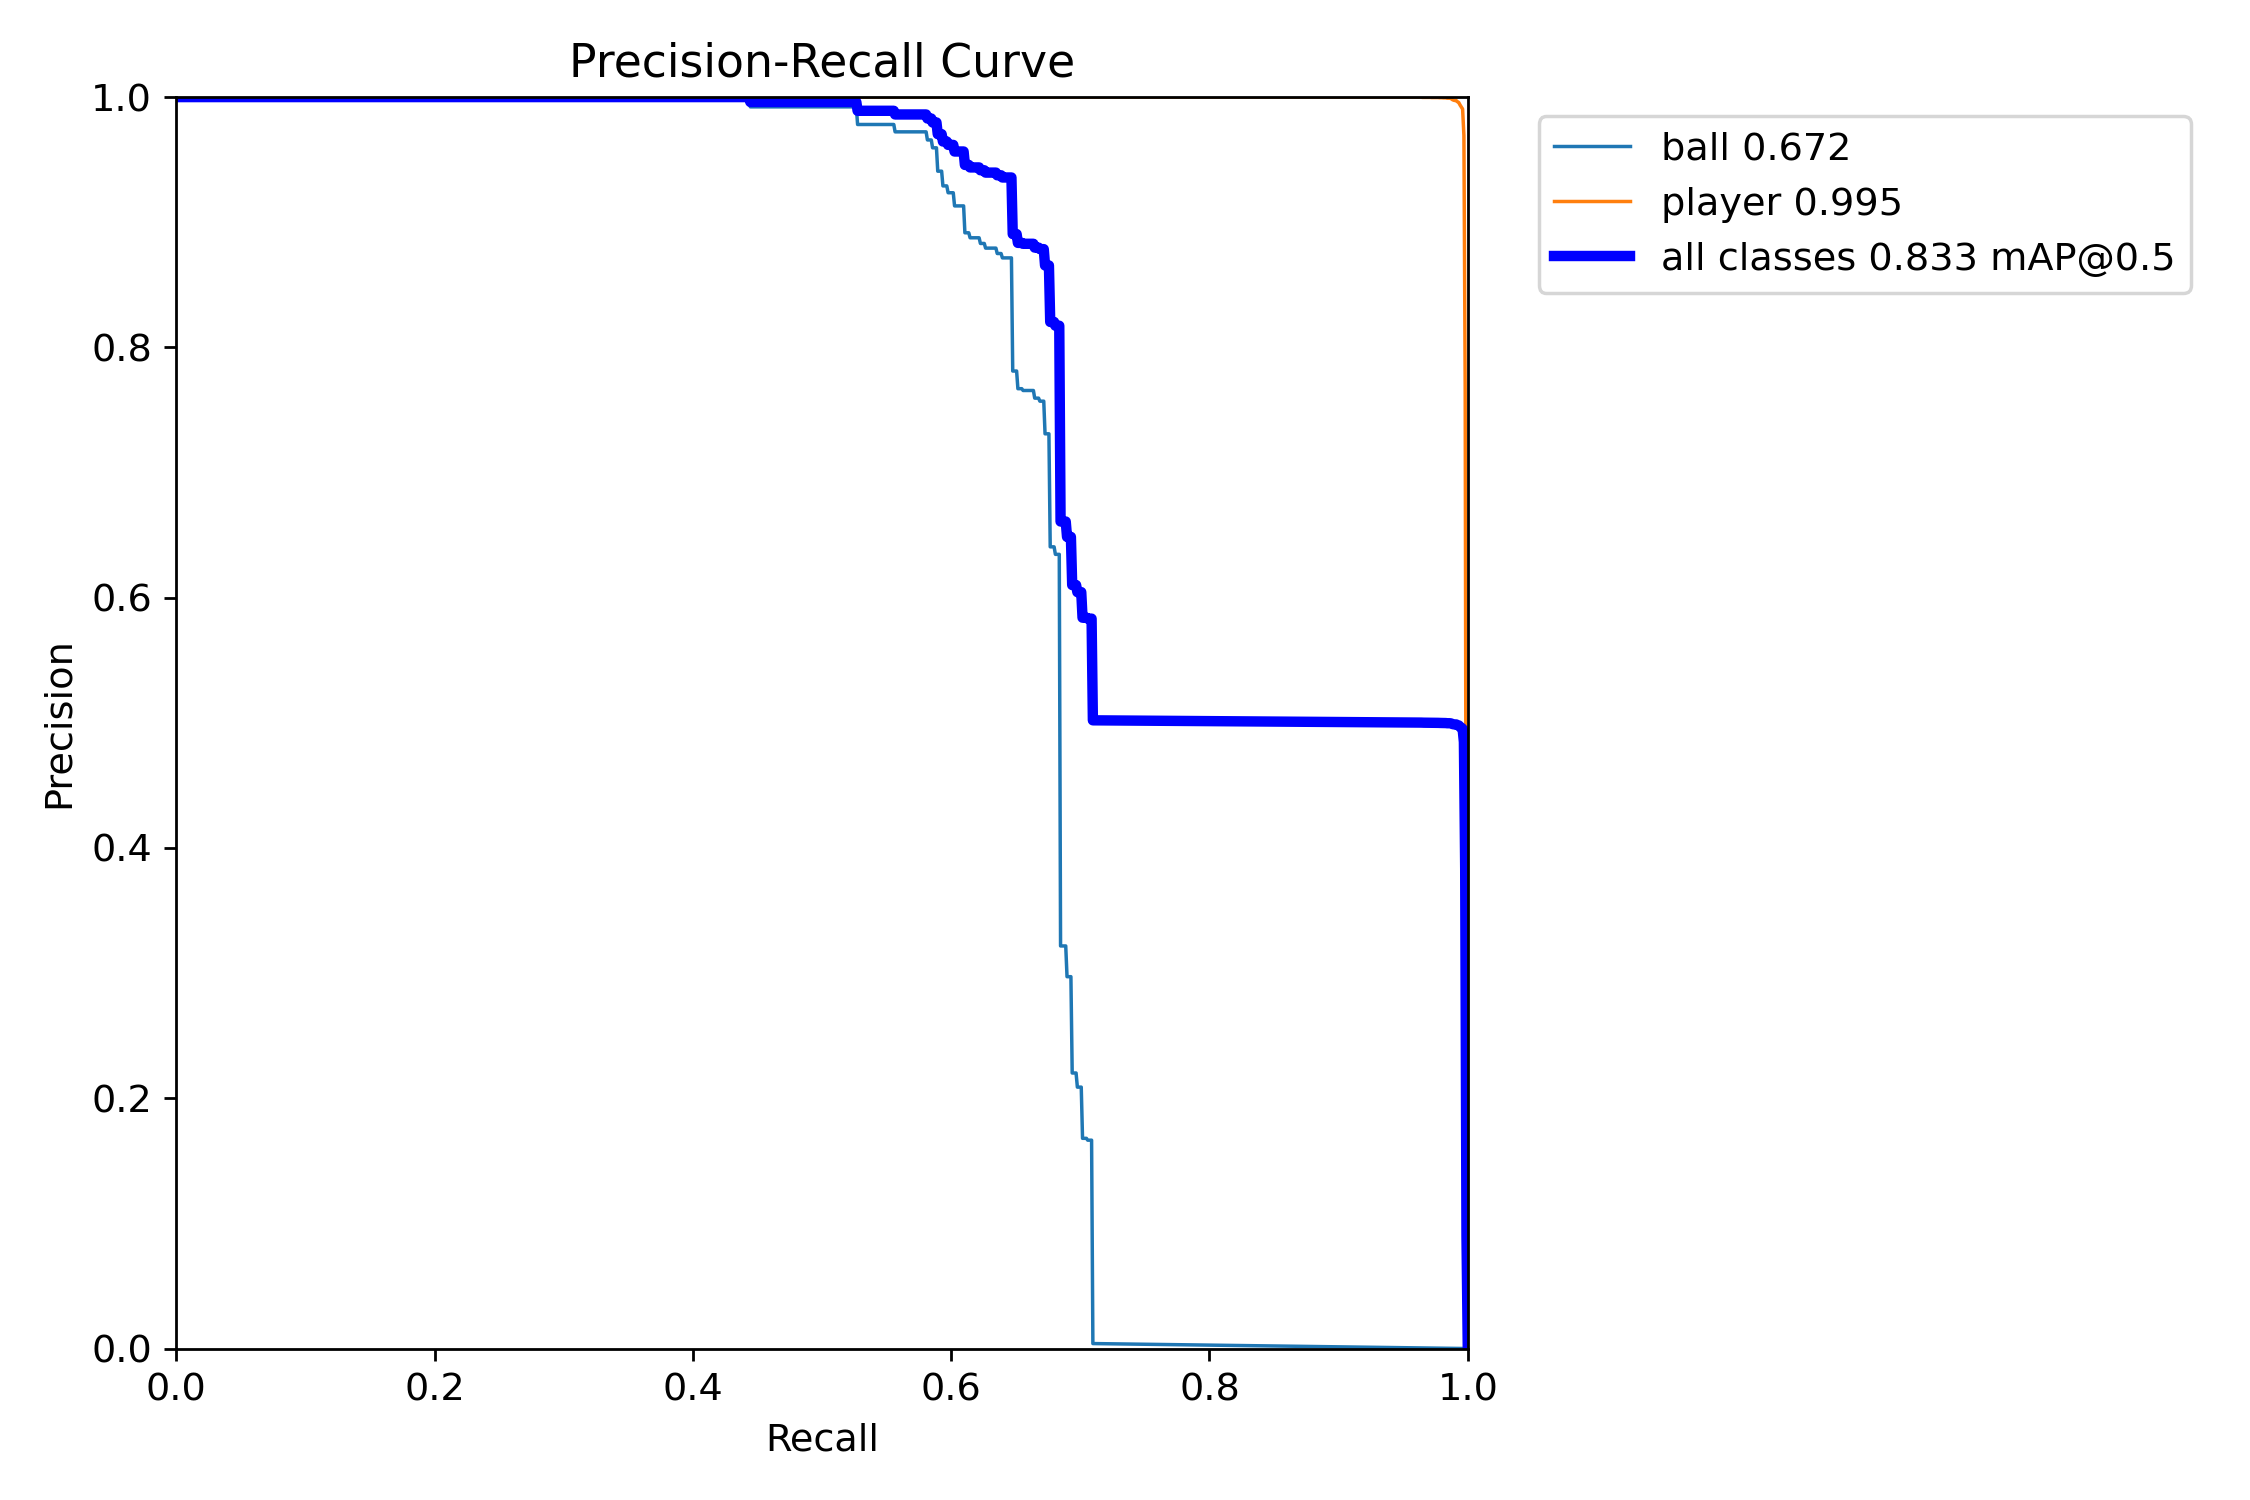 Precision-Recall Curve
1.0
0.8
0.6
0.4
0.2
0.0
Precision
0.0 0.2 0.4 0.6 0.8 1.0
Recall
ball 0.672
player 0.995
all classes 0.833 mAP@0.5